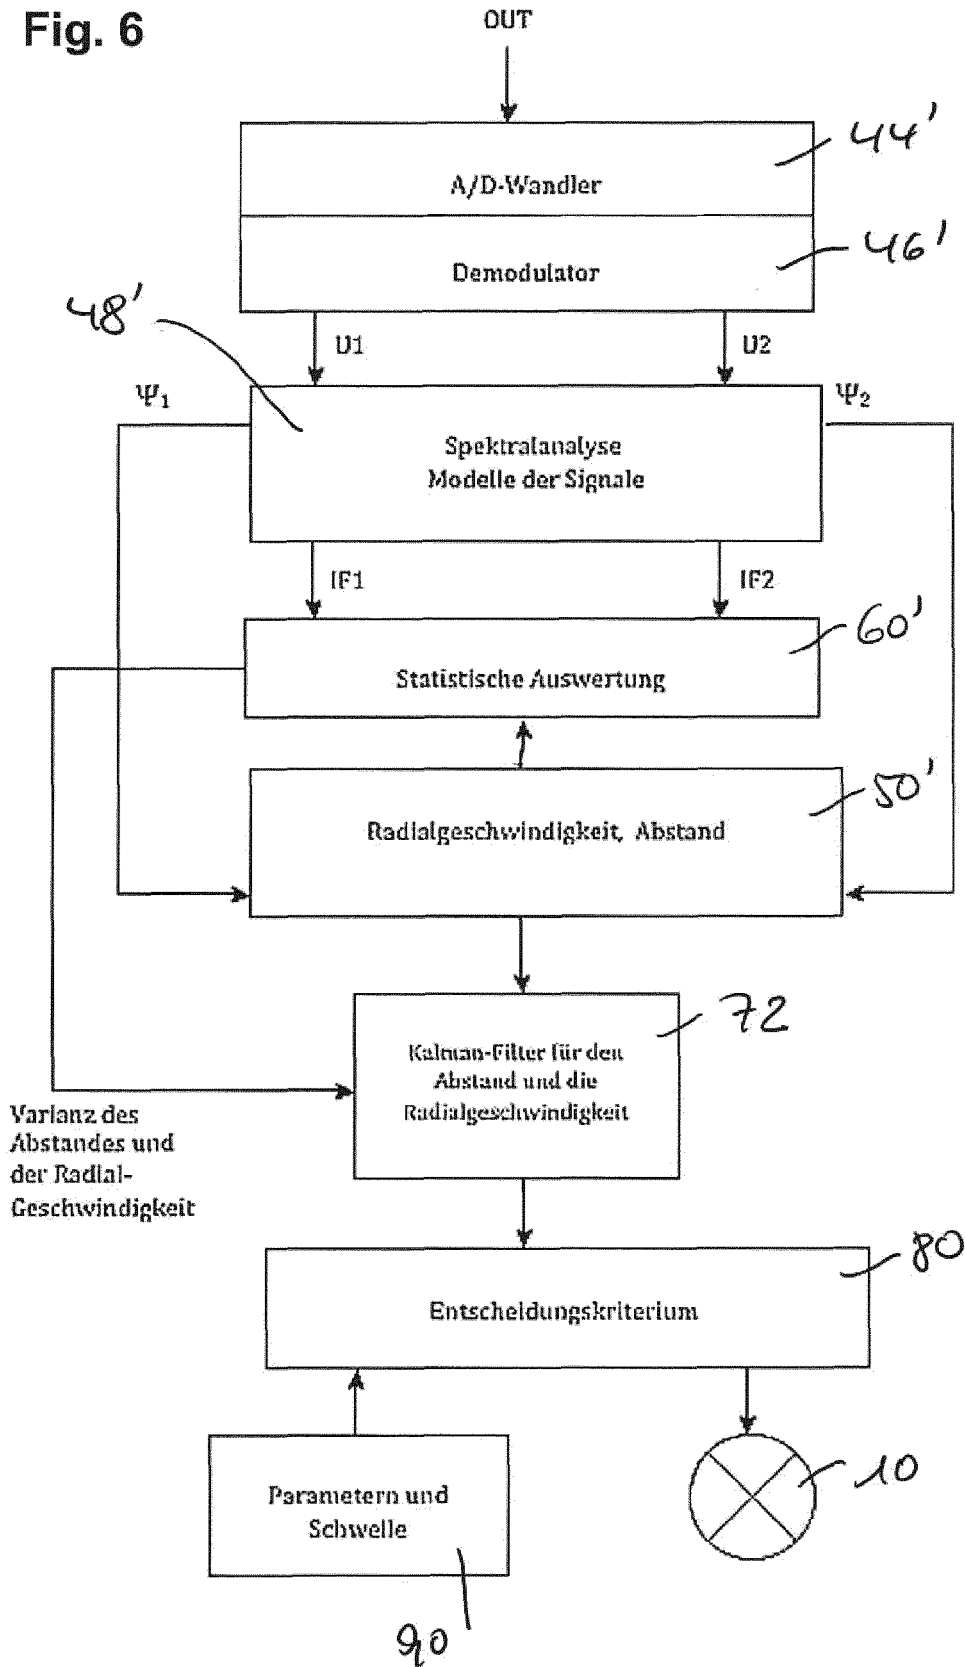 Fig. 6
OUT
44'
A/D-Wandler
46'
Demodulator
48'
U1
U2
Ψ1
Ψ2
Spektralanalyse
Modelle der Signale
IF1
IF2
60'
Statistische Auswertung
50'
Radialgeschwindigkeit, Abstand
72
Kalman-Filter für den
Abstand und die
Radialgeschwindigkeit
Varianz des
Abstandes und
der Radial-
Geschwindigkeit
80
Entscheidungskriterium
10
Parametern und
Schwelle
90